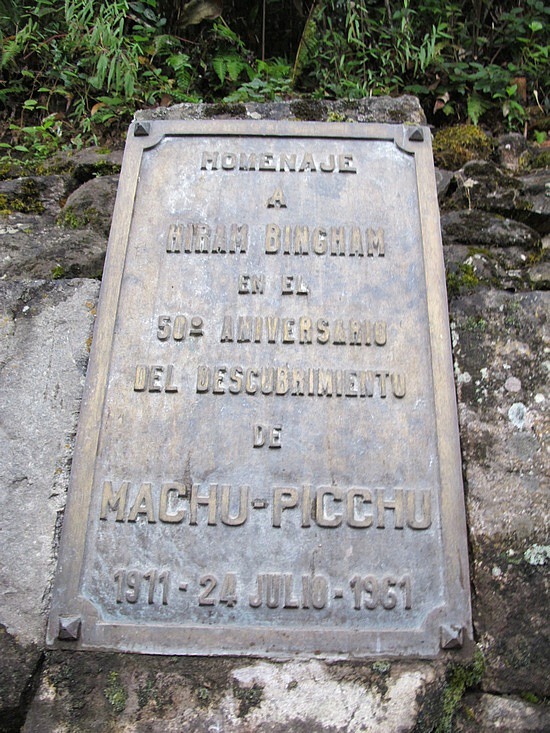 HOMENAJE
A
HIRAM BINGHAM
EN EL
50º ANIVERSARIO
DEL DESCUBRIMIENTO
DE
MACHU-PICCHU
1911 - 24 JULIO - 1961